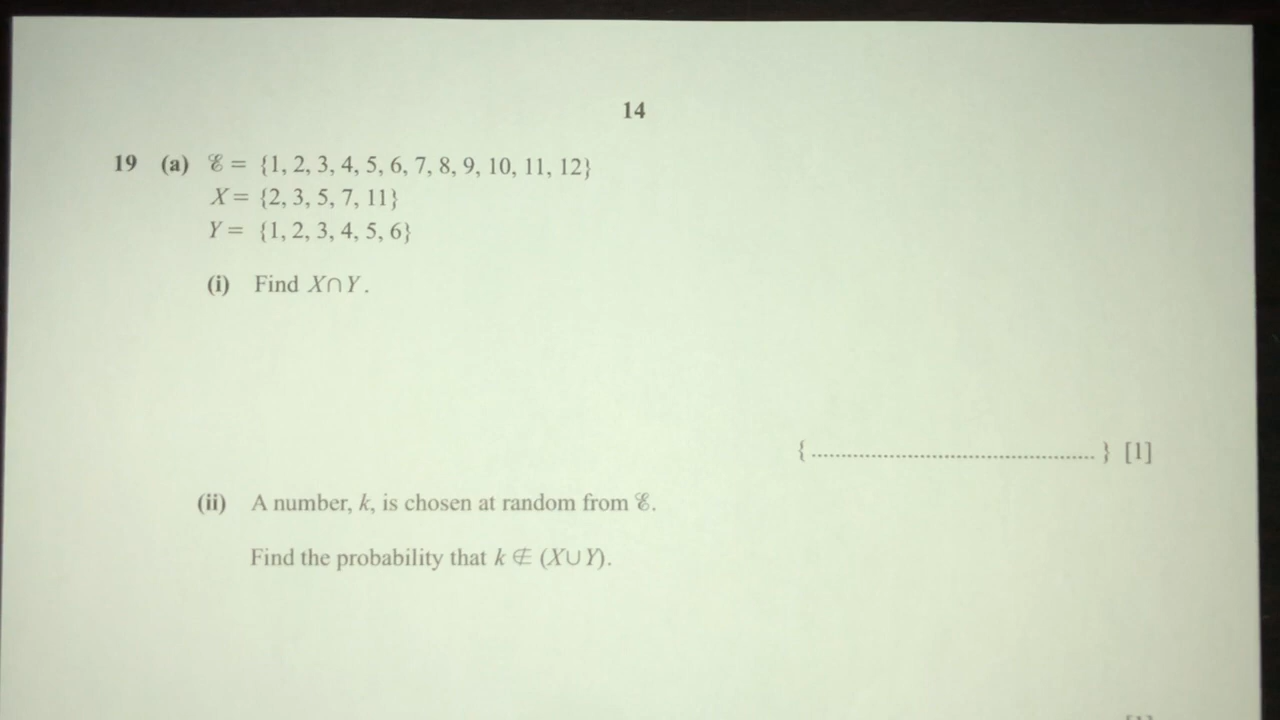 14
19 (a) ℰ = {1, 2, 3, 4, 5, 6, 7, 8, 9, 10, 11, 12}
X = {2, 3, 5, 7, 11}
Y = {1, 2, 3, 4, 5, 6}
(i) Find X∩Y.
{ ................................................ } [1]
(ii) A number, k, is chosen at random from ℰ.
Find the probability that k ∉ (X∪Y).